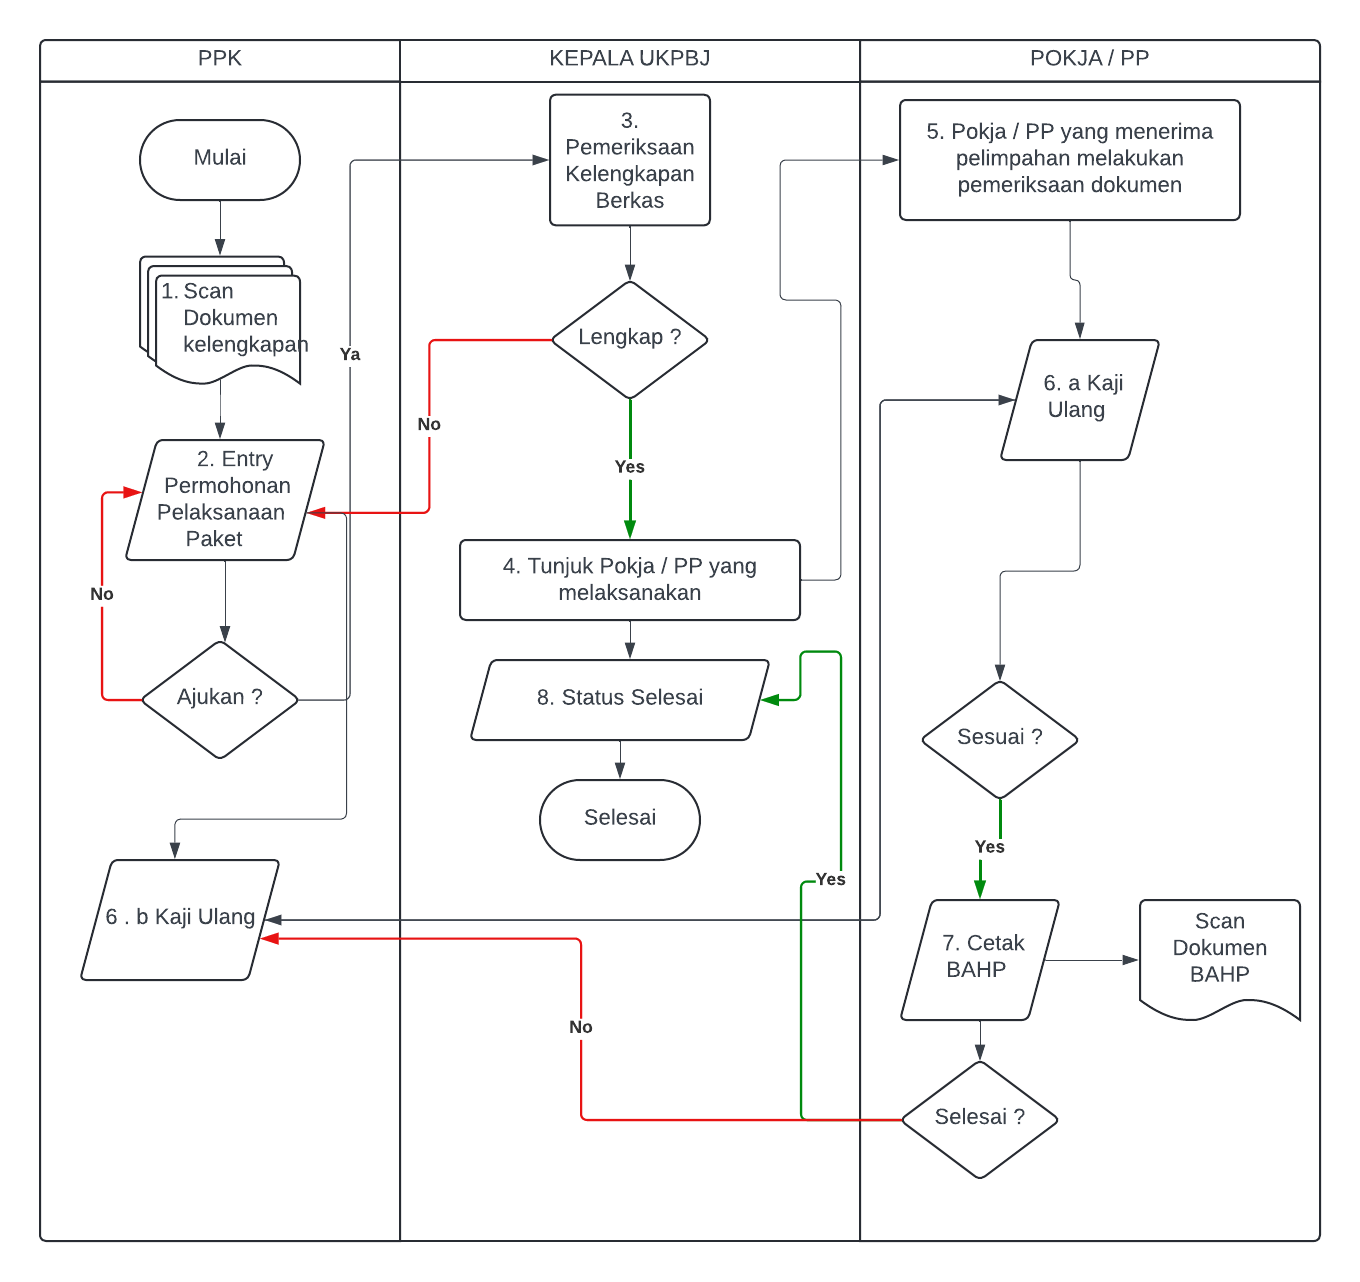 PPK
KEPALA UKPBJ
POKJA / PP
Mulai
1. Scan
Dokumen
kelengkapan
2. Entry
Permohonan
Pelaksanaan
Paket
No
Ajukan ?
Ya
6 . b Kaji Ulang
3.
Pemeriksaan
Kelengkapan
Berkas
Lengkap ?
No
Yes
4. Tunjuk Pokja / PP yang
melaksanakan
8. Status Selesai
Selesai
Yes
No
5. Pokja / PP yang menerima
pelimpahan melakukan
pemeriksaan dokumen
6. a Kaji
Ulang
Sesuai ?
Yes
7. Cetak
BAHP
Scan
Dokumen
BAHP
Selesai ?